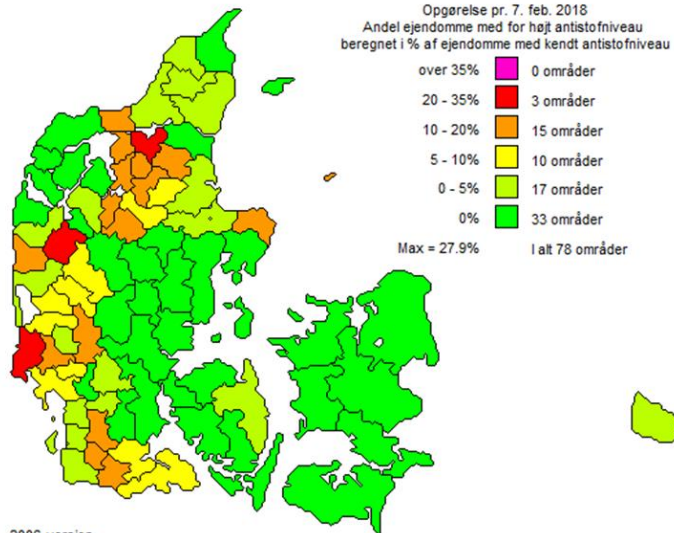 Opgørelse pr. 7. feb. 2018
Andel ejendomme med for højt antistofniveau
beregnet i % af ejendomme med kendt antistofniveau
over 35% 0 områder
20 - 35% 3 områder
10 - 20% 15 områder
5 - 10% 10 områder
0 - 5% 17 områder
0% 33 områder
Max = 27.9% I alt 78 områder